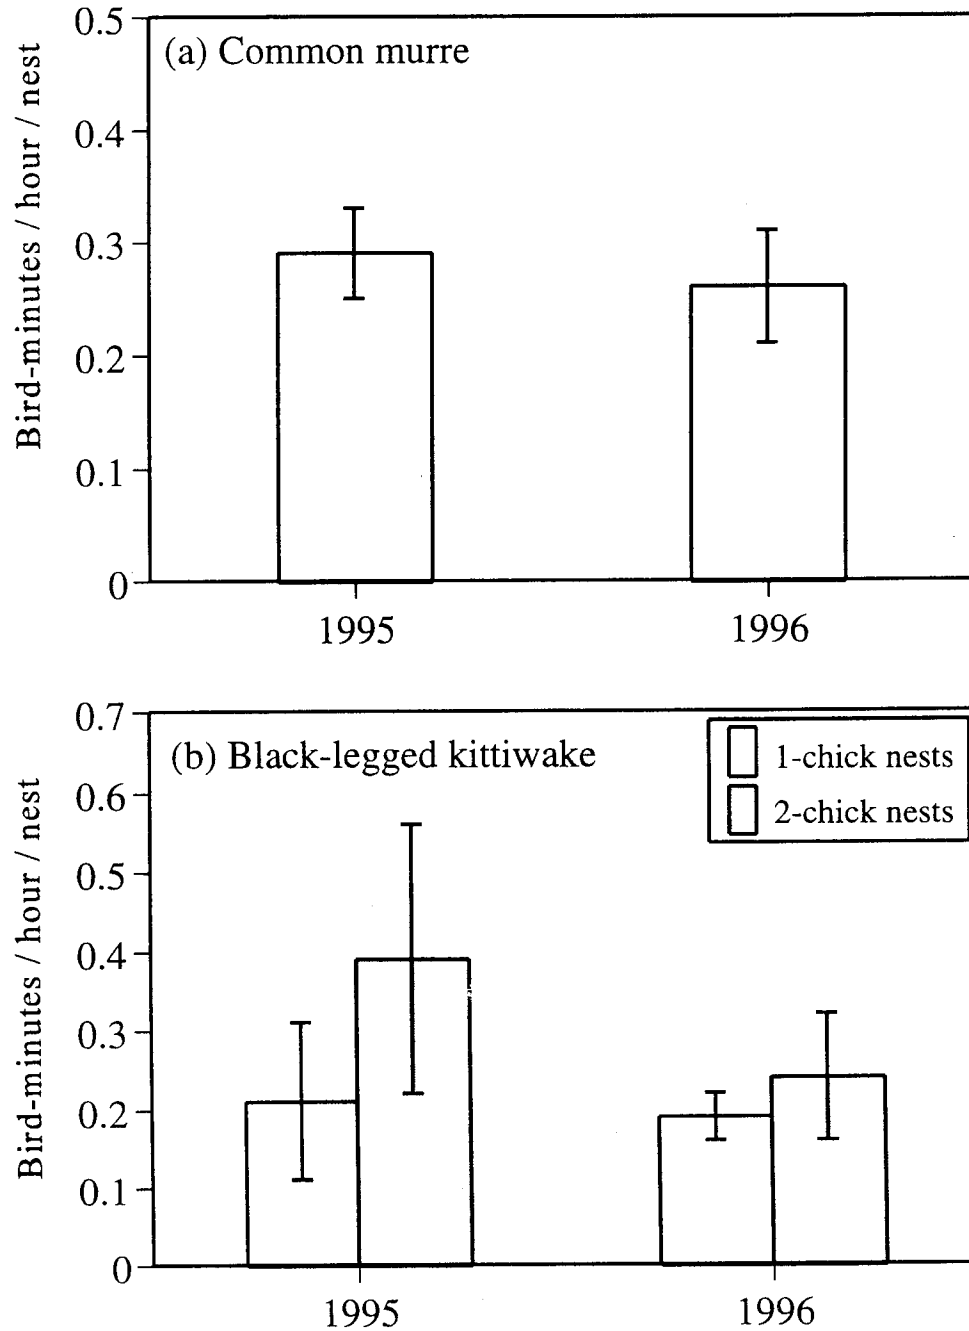 (a) Common murre
Bird-minutes / hour / nest
0.5
0.4
0.3
0.2
0.1
0
1995 1996
(b) Black-legged kittiwake
1-chick nests
2-chick nests
Bird-minutes / hour / nest
0.7
0.6
0.5
0.4
0.3
0.2
0.1
0
1995 1996